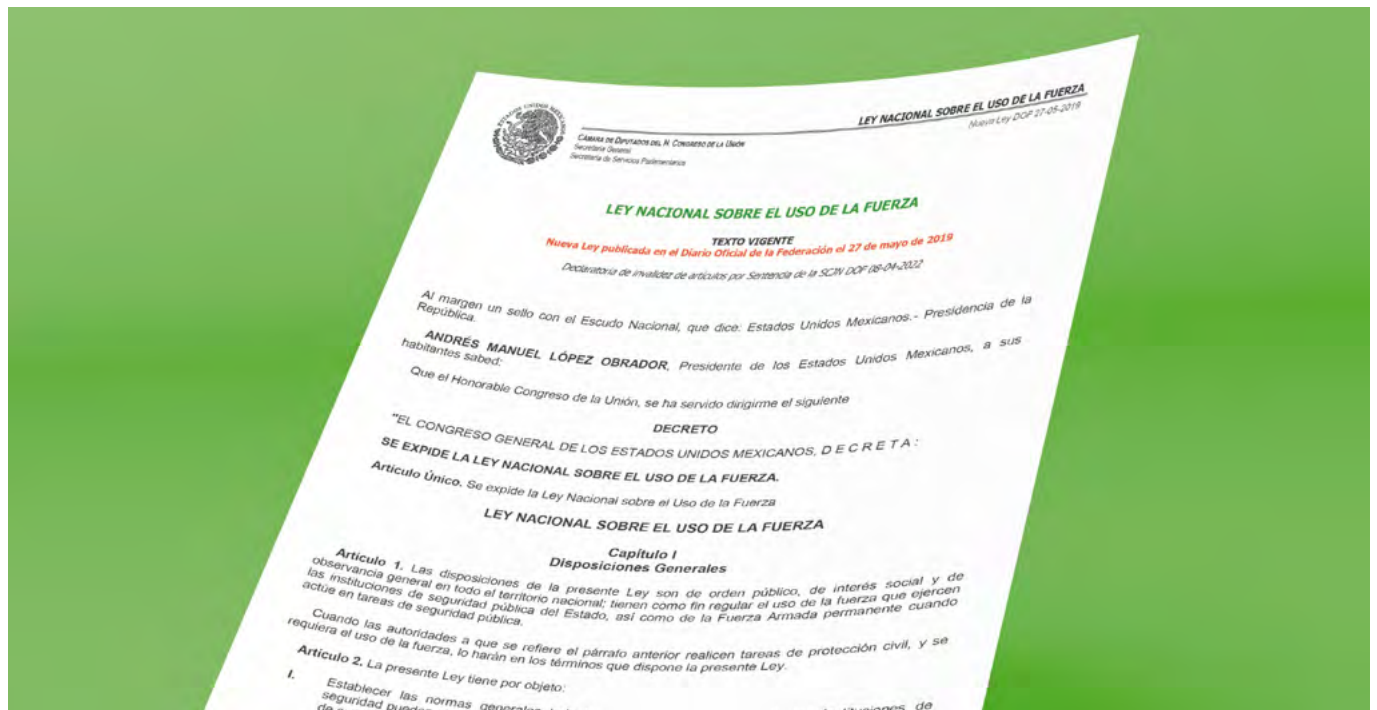 LEY NACIONAL SOBRE EL USO DE LA FUERZA
Nueva Ley DOF 27-05-2019
ESTADOS UNIDOS MEXICANOS
CÁMARA DE DIPUTADOS DEL H. CONGRESO DE LA UNIÓN
Secretaría General
Secretaría de Servicios Parlamentarios
LEY NACIONAL SOBRE EL USO DE LA FUERZA
TEXTO VIGENTE
Nueva Ley publicada en el Diario Oficial de la Federación el 27 de mayo de 2019
Declaratoria de invalidez de artículos por Sentencia de la SCJN DOF 08-04-2022
Al margen un sello con el Escudo Nacional, que dice: Estados Unidos Mexicanos.- Presidencia de la
República.
ANDRÉS MANUEL LÓPEZ OBRADOR, Presidente de los Estados Unidos Mexicanos, a sus
habitantes sabed:
Que el Honorable Congreso de la Unión, se ha servido dirigirme el siguiente
DECRETO
"EL CONGRESO GENERAL DE LOS ESTADOS UNIDOS MEXICANOS, D E C R E T A :
SE EXPIDE LA LEY NACIONAL SOBRE EL USO DE LA FUERZA.
Artículo Único. Se expide la Ley Nacional sobre el Uso de la Fuerza
LEY NACIONAL SOBRE EL USO DE LA FUERZA
Capítulo I
Disposiciones Generales
Artículo 1. Las disposiciones de la presente Ley son de orden público, de interés social y de
observancia general en todo el territorio nacional; tienen como fin regular el uso de la fuerza que ejercen
las instituciones de seguridad pública del Estado, así como de la Fuerza Armada permanente cuando
actúe en tareas de seguridad pública.
Cuando las autoridades a que se refiere el párrafo anterior realicen tareas de protección civil, y se
requiera el uso de la fuerza, lo harán en los términos que dispone la presente Ley.
Artículo 2. La presente Ley tiene por objeto:
I. Establecer las normas generales de
seguridad